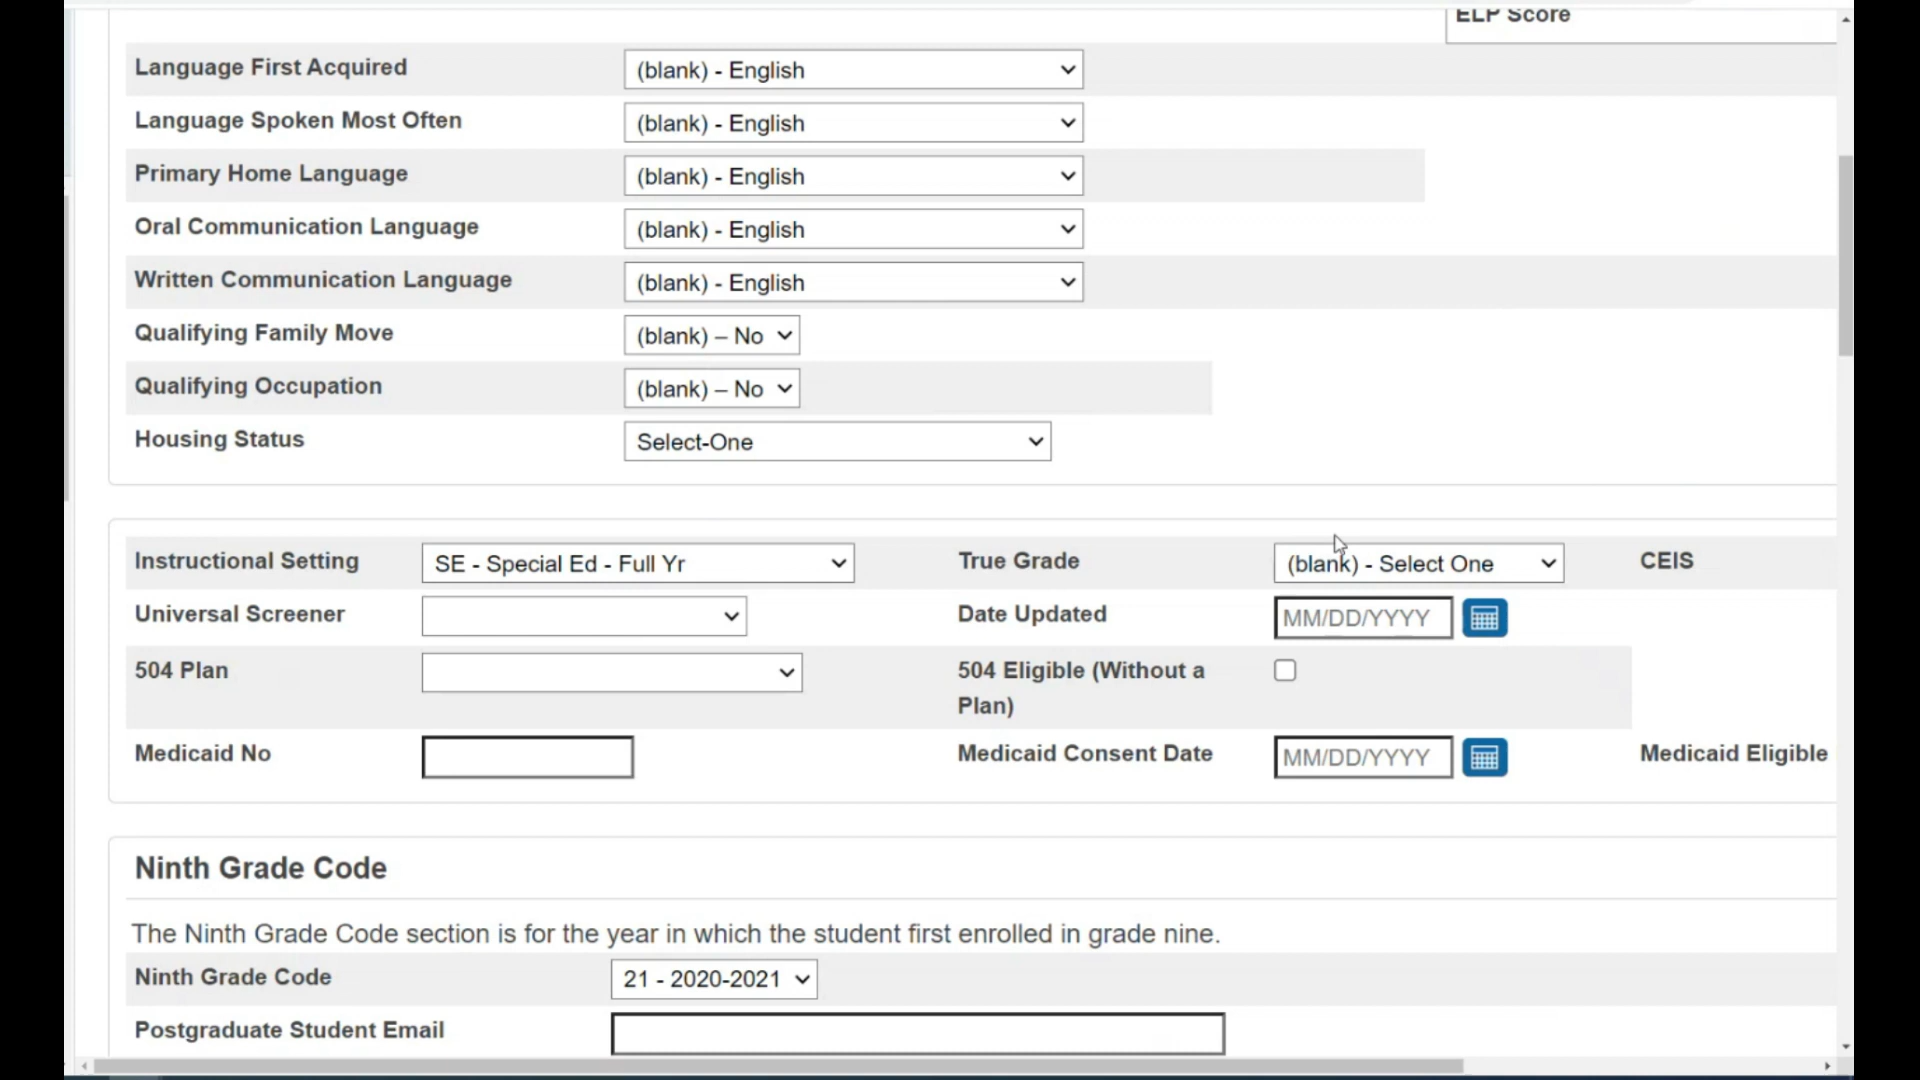 ELP Score
Language First Acquired (blank) - English
Language Spoken Most Often (blank) - English
Primary Home Language (blank) - English
Oral Communication Language (blank) - English
Written Communication Language (blank) - English
Qualifying Family Move (blank) – No
Qualifying Occupation (blank) – No
Housing Status Select-One
Instructional Setting SE - Special Ed - Full Yr True Grade (blank) - Select One CEIS
Universal Screener Date Updated MM/DD/YYYY
504 Plan 504 Eligible (Without a
Plan)
Medicaid No Medicaid Consent Date MM/DD/YYYY Medicaid Eligible
Ninth Grade Code
The Ninth Grade Code section is for the year in which the student first enrolled in grade nine.
Ninth Grade Code 21 - 2020-2021
Postgraduate Student Email